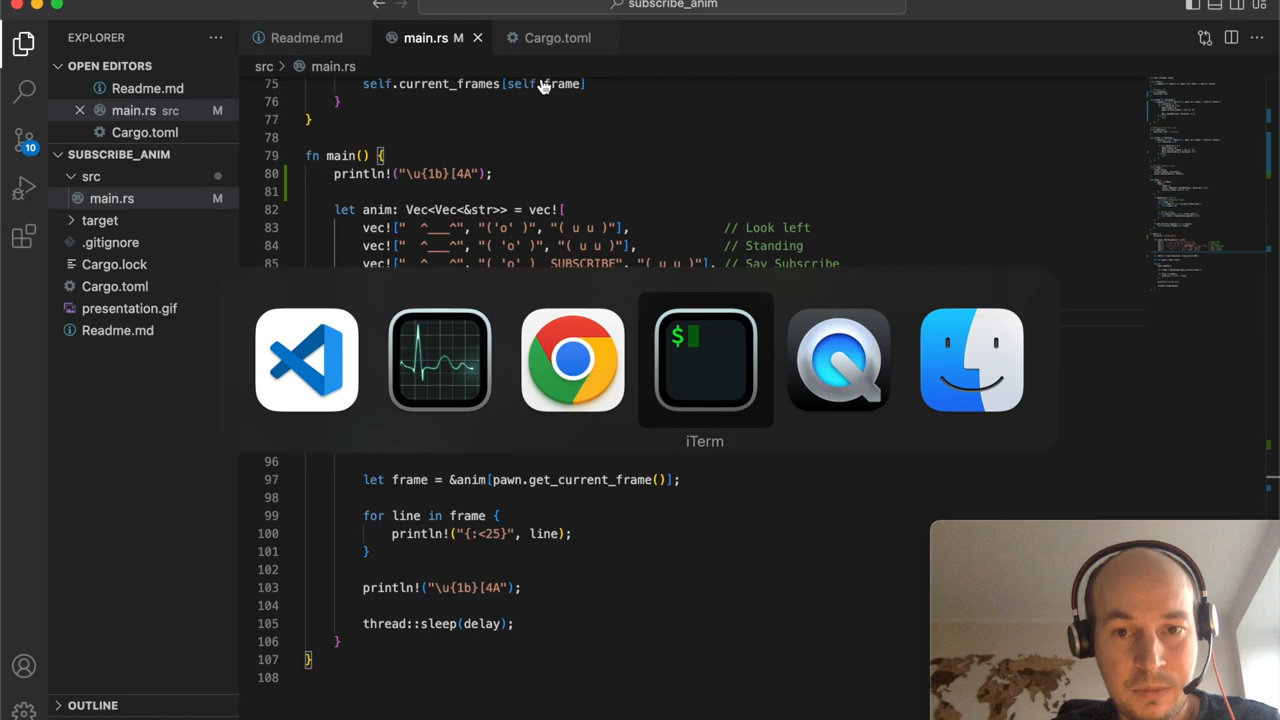 subscribe_anim
EXPLORER
OPEN EDITORS
Readme.md
main.rs src M
Cargo.toml
SUBSCRIBE_ANIM
src
main.rs M
target
.gitignore
Cargo.lock
Cargo.toml
presentation.gif
Readme.md
OUTLINE
10
Readme.md main.rs M Cargo.toml
src > main.rs
75 self.current_frames[self.frame]
76 }
77 }
78
79 fn main() {
80 println!("\u{1b}[4A");
81
82 let anim: Vec<Vec<&str>> = vec![
83 vec![" ^___^", "('o' )", "( u u )"], // Look left
84 vec![" ^___^", "( 'o' )", "( u u )"], // Standing
85 vec![" ^___^", "( 'o' ) SUBSCRIBE", "( u u )"], // Say Subscribe
$
iTerm
96
97 let frame = &anim[pawn.get_current_frame()];
98
99 for line in frame {
100 println!("{:<25}", line);
101 }
102
103 println!("\u{1b}[4A");
104
105 thread::sleep(delay);
106 }
107 }
108